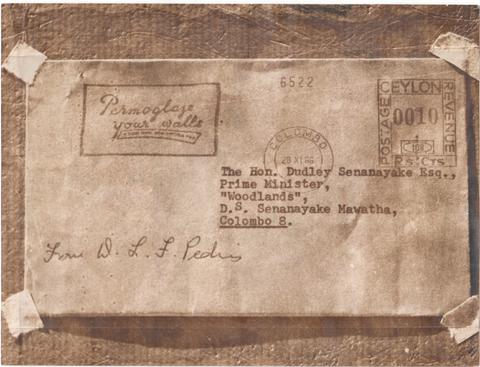 6522
Permoglaze
your walls
COLOMBO
28 XI 66
POSTAGE
CEYLON
REVENUE
0010
Rs. Cts
The Hon. Dudley Senanayake Esq.,
Prime Minister,
"Woodlands",
D.S. Senanayake Mawatha,
Colombo 8.
From D. L. F. Pedris